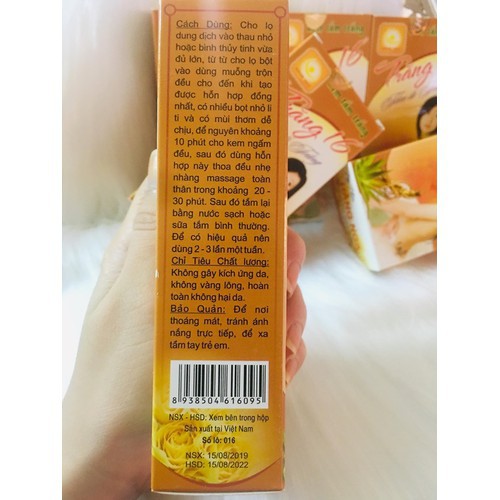 Cách Dùng: Cho lọ
dung dịch vào thau nhỏ
hoặc bình thủy tinh vừa
đủ lớn, từ từ cho lọ bột
vào dùng muỗng trộn
đều cho đến khi tạo
được hỗn hợp đồng
nhất, có nhiều bọt nhỏ li
ti và có mùi thơm dễ
chịu, để nguyên khoảng
10 phút cho kem ngấm
đều, sau đó dùng hỗn
hợp này thoa đều nhẹ
nhàng massage toàn
thân trong khoảng 20 -
30 phút. Sau đó tắm lại
bằng nước sạch hoặc
sữa tắm bình thường.
Để có hiệu quả nên
dùng 2 - 3 lần một tuần.
Chỉ Tiêu Chất lượng:
Không gây kích ứng da,
không vàng lông, hoàn
toàn không hại da.
Bảo Quản: Để nơi
thoáng mát, tránh ánh
nắng trực tiếp, để xa
tầm tay trẻ em.
8 938504 616095
NSX - HSD: Xem bên trong hộp
Sản xuất tại Việt Nam
Số lô: 016
NSX: 15/08/2019
HSD: 15/08/2022
Kem Tắm Trắng
Trắng 16